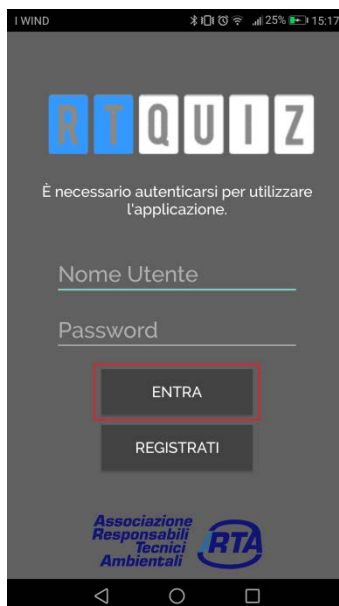 I WIND 25% 15:17
RTQUIZ
È necessario autenticarsi per utilizzare
l'applicazione.
Nome Utente
Password
ENTRA
REGISTRATI
Associazione
Responsabili
Tecnici
Ambientali
ARTA